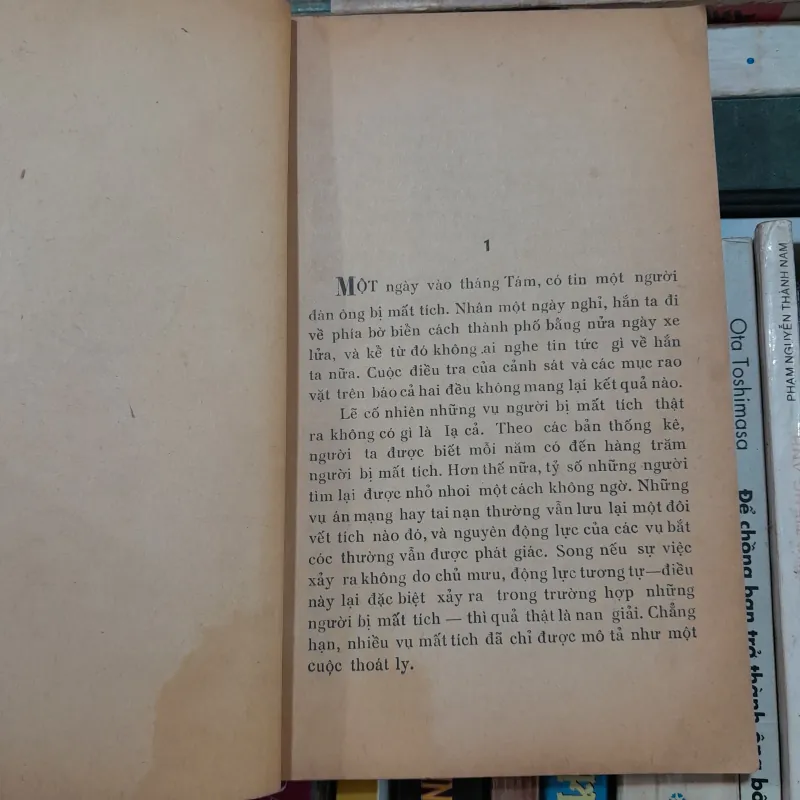 1
MỘT ngày vào tháng Tám, có tin một người
đàn ông bị mất tích. Nhân một ngày nghỉ, hắn ta đi
về phía bờ biển cách thành phố bằng nửa ngày xe
lửa, và kể từ đó không ai nghe tin tức gì về hắn
ta nữa. Cuộc điều tra của cảnh sát và các mục rao
vặt trên báo cả hai đều không mang lại kết quả nào.
Lẽ cố nhiên những vụ người bị mất tích thật
ra không có gì là lạ cả. Theo các bản thống kê,
người ta được biết mỗi năm có đến hàng trăm
người bị mất tích. Hơn thế nữa, tỷ số những người
tìm lại được nhỏ nhoi một cách không ngờ. Những
vụ án mạng hay tai nạn thường vẫn lưu lại một đôi
vết tích nào đó, và nguyên động lực của các vụ bắt
cóc thường vẫn được phát giác. Song nếu sự việc
xảy ra không do chủ mưu, động lực tương tự—điều
này lại đặc biệt xảy ra trong trường hợp những
người bị mất tích — thì quả thật là nan giải. Chẳng
hạn, nhiều vụ mất tích đã chỉ được mô tả như một
cuộc thoát ly.
Ota Toshimasa
Để chồng bạn trở thành ông bố
PHẠM NGUYỄN THÀNH NAM